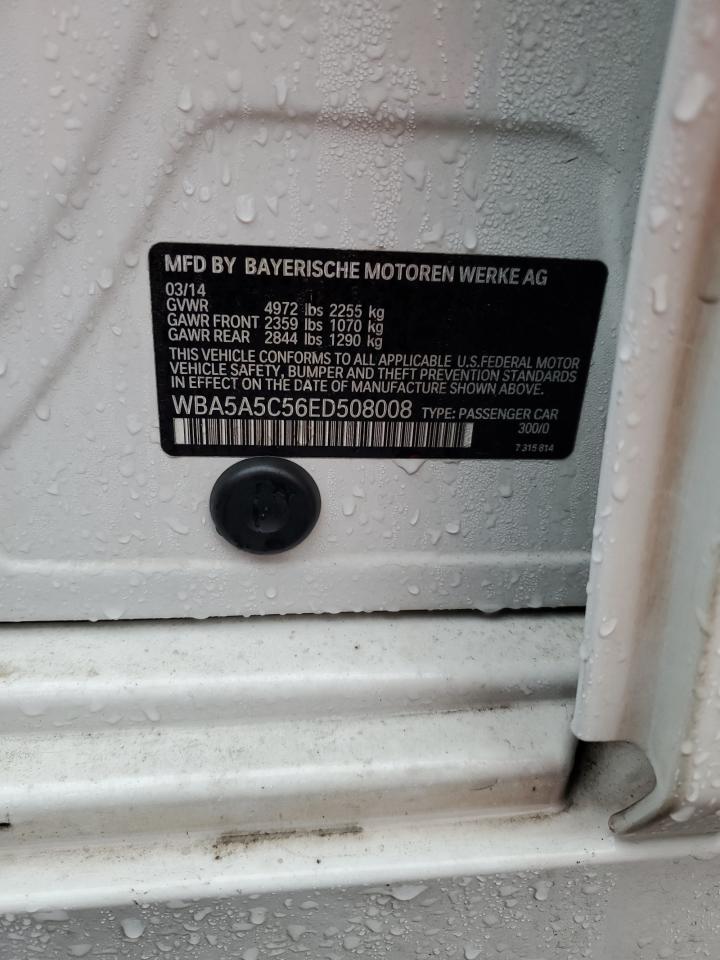 MFD BY BAYERISCHE MOTOREN WERKE AG
03/14
GVWR 4972 lbs 2255 kg
GAWR FRONT 2359 lbs 1070 kg
GAWR REAR 2844 lbs 1290 kg
THIS VEHICLE CONFORMS TO ALL APPLICABLE U.S.FEDERAL MOTOR
VEHICLE SAFETY, BUMPER AND THEFT PREVENTION STANDARDS
IN EFFECT ON THE DATE OF MANUFACTURE SHOWN ABOVE.
WBA5A5C56ED508008 TYPE: PASSENGER CAR
300/0
7 315 814